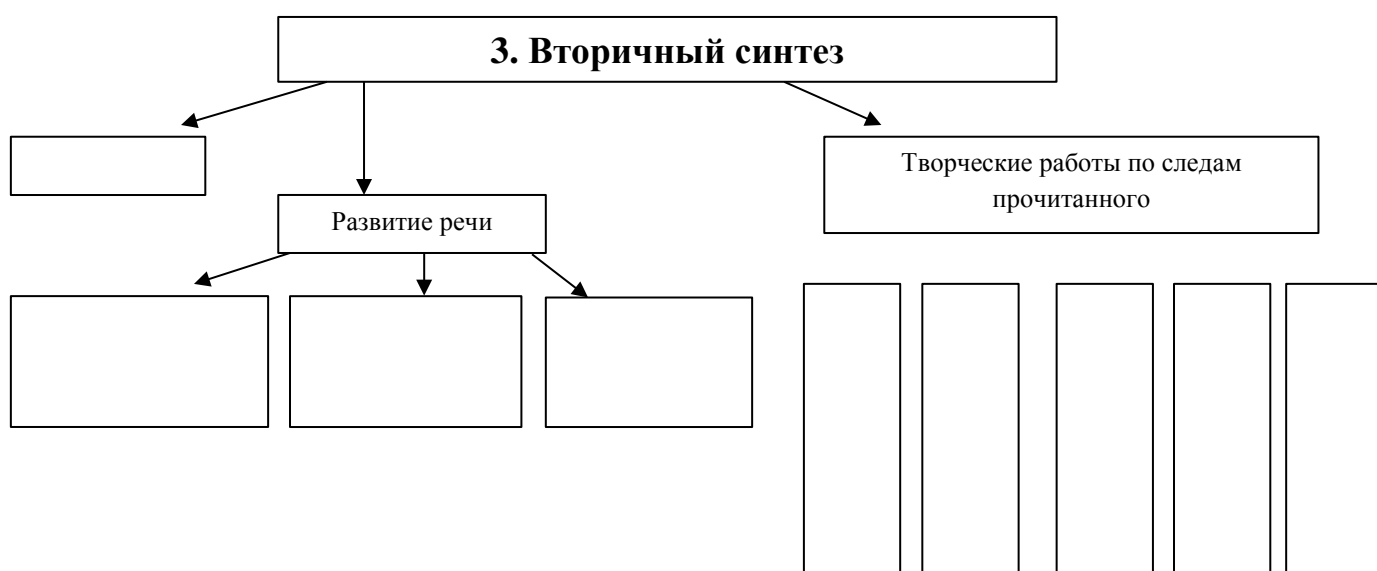 3. Вторичный синтез
Творческие работы по следам
прочитанного
Развитие речи